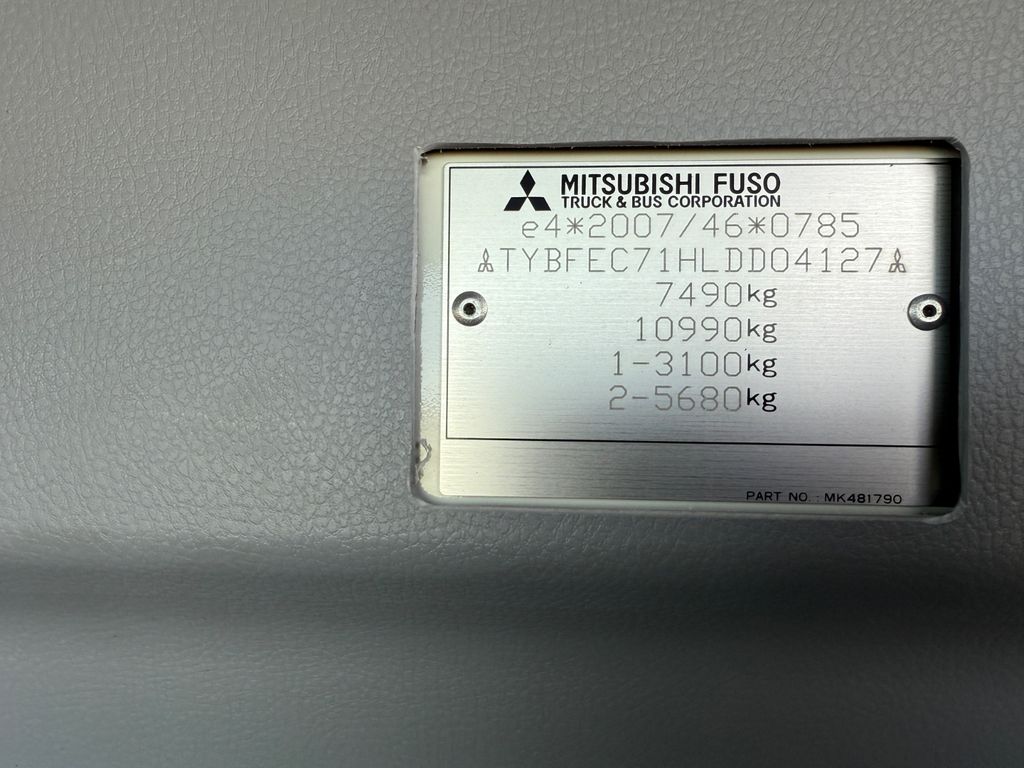 MITSUBISHI FUSO
TRUCK & BUS CORPORATION
e4*2007/46*0785
TYBFEC71HLDD04127
7490kg
10990kg
1-3100kg
2-5680kg
PART NO. : MK481790